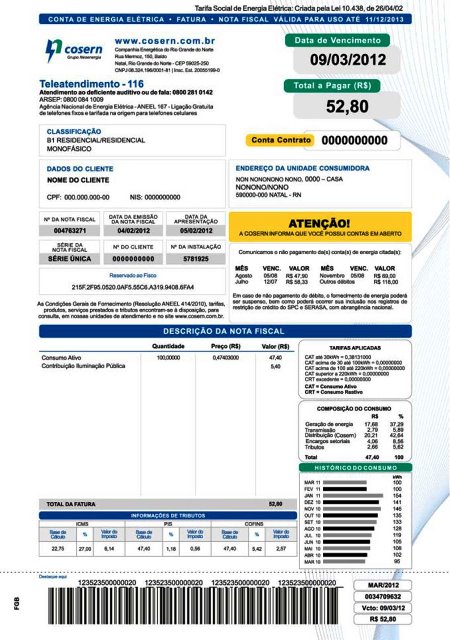 Tarifa Social de Energia Elétrica: Criada pela Lei 10.438, de 26/04/02
CONTA DE ENERGIA ELÉTRICA • FATURA • NOTA FISCAL VÁLIDA PARA USO ATÉ 11/12/2013
cosern
Grupo Neoenergia
www.cosern.com.br
Companhia Energética do Rio Grande do Norte
Rua Mermoz, 150, Baldo
Natal, Rio Grande do Norte - CEP 59025-250
CNPJ 08.324.196/0001-81 | Insc. Est. 20055199-0
Data de Vencimento
09/03/2012
Teleatendimento - 116
Atendimento ao deficiente auditivo ou de fala: 0800 281 0142
ARSEP: 0800 084 1009
Agência Nacional de Energia Elétrica - ANEEL 167 - Ligação Gratuita
de telefones fixos e tarifada na origem para telefones celulares
Total a Pagar (R$)
52,80
CLASSIFICAÇÃO
B1 RESIDENCIAL/RESIDENCIAL
MONOFÁSICO
Conta Contrato 0000000000
DADOS DO CLIENTE
NOME DO CLIENTE
CPF: 000.000.000-00 NIS: 0000000000
ENDEREÇO DA UNIDADE CONSUMIDORA
NON NONONONO NONO, 0000 – CASA
NONONO/NONO
590000-000 NATAL - RN
Nº DA NOTA FISCAL DATA DA EMISSÃO DA NOTA FISCAL DATA DA APRESENTAÇÃO
004763271 04/02/2012 05/02/2012
SÉRIE DA NOTA FISCAL Nº DO CLIENTE Nº DA INSTALAÇÃO
SÉRIE ÚNICA 0000000000 5781925
Reservado ao Fisco
215F.2F95.0520.0AF5.55C6.A319.9408.6FA4
ATENÇÃO!
A COSERN INFORMA QUE VOCÊ POSSUI CONTAS EM ABERTO
Comunicamos o não pagamento da(s) conta(s) de energia citada(s):
MÊS VENC. VALOR MÊS VENC. VALOR
Agosto 05/08 R$ 47,90 Novembro 05/08 R$ 69,00
Julho 12/07 R$ 58,33 Outros débitos R$ 116,00
Em caso de não pagamento do débito, o fornecimento de energia poderá
ser suspenso, bem como poderá ocorrer sua inclusão nos registros de
restrição de crédito do SPC e SERASA, com abrangência nacional.
As Condições Gerais de Fornecimento (Resolução ANEEL 414/2010), tarifas,
produtos, serviços prestados e tributos encontram-se à disposição, para
consulta, em nossas unidades de atendimento e no site www.cosern.com.br.
DESCRIÇÃO DA NOTA FISCAL
Quantidade Preço (R$) Valor (R$)
Consumo Ativo 100,00000 0,47403000 47,40
Contribuição Iluminação Pública 5,40
TARIFAS APLICADAS
CAT até 30kWh = 0,38131000
CAT acima de 30 até 100kWh = 0,00000000
CAT acima de 100 até 220kWh = 0,00000000
CAT superior a 220kWh = 0,00000000
CRT excedente = 0,00000000
CAT = Consumo Ativo
CRT = Consumo Restivo
COMPOSIÇÃO DO CONSUMO
R$ %
Geração de energia 17,68 37,29
Transmissão 2,79 5,89
Distribuição (Cosern) 20,21 42,64
Encargos setoriais 4,06 8,56
Tributos 2,66 5,62
Total 47,40 100
HISTÓRICO DO CONSUMO
kWh
MAR 11 100
FEV 11 100
JAN 11 154
DEZ 10 141
NOV 10 146
OUT 10 135
SET 10 133
AGO 10 128
JUL 10 119
JUN 10 106
MAI 10 108
ABR 10 102
MAR 10 95
TOTAL DA FATURA 52,80
INFORMAÇÕES DE TRIBUTOS
ICMS PIS COFINS
Base de Cálculo % Valor do Imposto Base de Cálculo % Valor do Imposto Base de Cálculo % Valor do Imposto
22,75 27,00 6,14 47,40 1,18 0,56 47,40 5,42 2,57
Destaque aqui
1235235000000020 1235235000000020 1235235000000020 1235235000000020
FGB
MAR/2012
0034709632
Vcto: 09/03/12
R$ 52,80